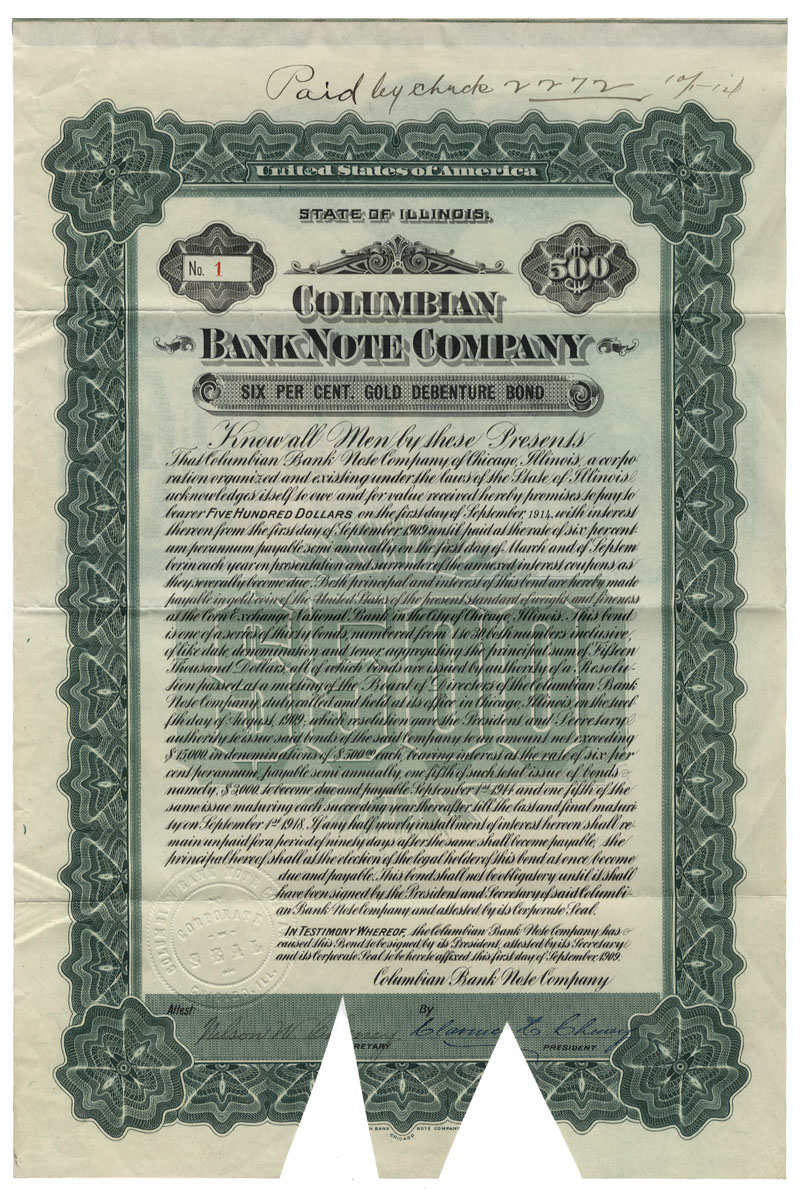 Paid by check 2272
United States of America
STATE OF ILLINOIS.
No. 1
$500
COLUMBIAN
BANK NOTE COMPANY
SIX PER CENT. GOLD DEBENTURE BOND
Know all Men by these Presents
That Columbian Bank Note Company of Chicago, Illinois, a corpo-
ration organized and existing under the laws of the State of Illinois
acknowledges itself to owe and for value received hereby promises to pay to
bearer FIVE HUNDRED DOLLARS on the first day of September, 1914, with interest
thereon from the first day of September 1909 until paid at the rate of six per cent-
um per annum payable semi annually on the first day of March and of Septem-
ber in each year on presentation and surrender of the annexed interest coupons as
they severally become due. Both principal and interest of this bond are hereby made
payable in gold coin of the United States of the present standard of weight and fineness
at the Corn Exchange National Bank in the City of Chicago, Illinois. This bond
is one of a series of thirty bonds, numbered from 1 to 30, both numbers inclusive,
of like date, denomination and tenor, aggregating the principal sum of Fifteen
Thousand Dollars, all of which bonds are issued by authority of a Resolu-
tion passed at a meeting of the Board of Directors of the Columbian Bank
Note Company, duly called and held at its office, in Chicago, Illinois, on the twel-
fth day of August, 1909; which resolution gave the President and Secretary
authority to issue said bonds of the said Company to an amount not exceeding
$15000. in denominations of $500.00 each, bearing interest at the rate of six per
cent per annum, payable semi annually, one fifth of such total issue of bonds
namely, $3,000. to become due and payable September 1st 1914 and one fifth of the
same issue maturing each succeeding year thereafter till the last and final maturi-
ty on September 1st 1918. If any half yearly installment of interest hereon shall re-
main unpaid for a period of ninety days after the same shall become payable, the
principal hereof shall at the election of the legal holder of this bond at once become
due and payable. This bond shall not be obligatory until it shall
have been signed by the President and Secretary of said Columbi-
an Bank Note Company and attested by its Corporate Seal.
IN TESTIMONY WHEREOF, the Columbian Bank Note Company has
caused this Bond to be signed by its President, attested by its Secretary
and its Corporate Seal to be hereto affixed this first day of September 1909.
Columbian Bank Note Company
COLUMBIAN BANK NOTE
CORPORATE
SEAL
Attest:
By
Nelson W.
RETARY.
PRESIDENT.
N BANK NOTE COMPANY
CHICAGO